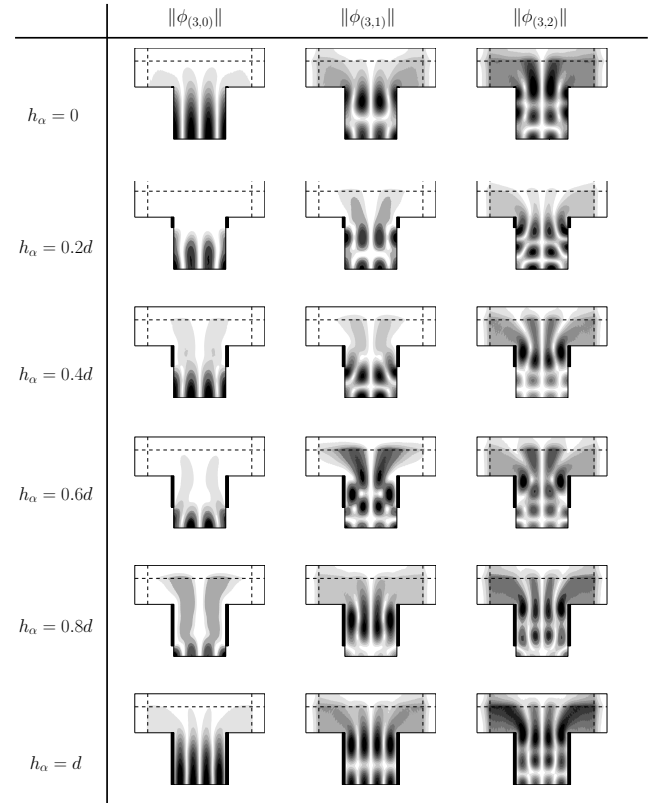 ‖ϕ(3,0)‖ ‖ϕ(3,1)‖ ‖ϕ(3,2)‖
hα = 0
hα = 0.2d
hα = 0.4d
hα = 0.6d
hα = 0.8d
hα = d